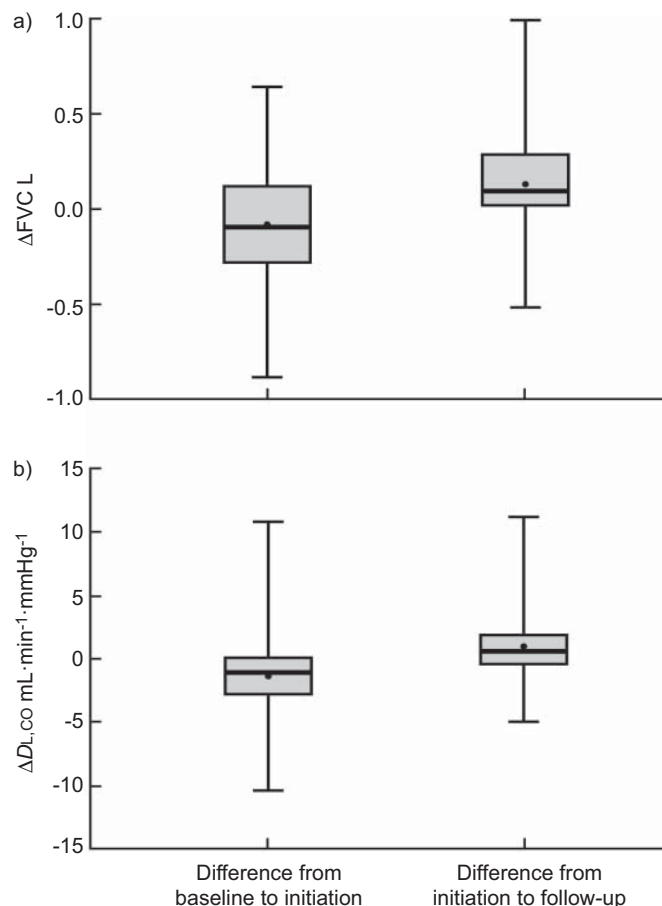 a)
1.0
0.5
0.0
-0.5
-1.0
ΔFVC L
b)
15
10
5
0
-5
-10
-15
ΔDL,CO mL·min-1·mmHg-1
Difference from
baseline to initiation
Difference from
initiation to follow-up